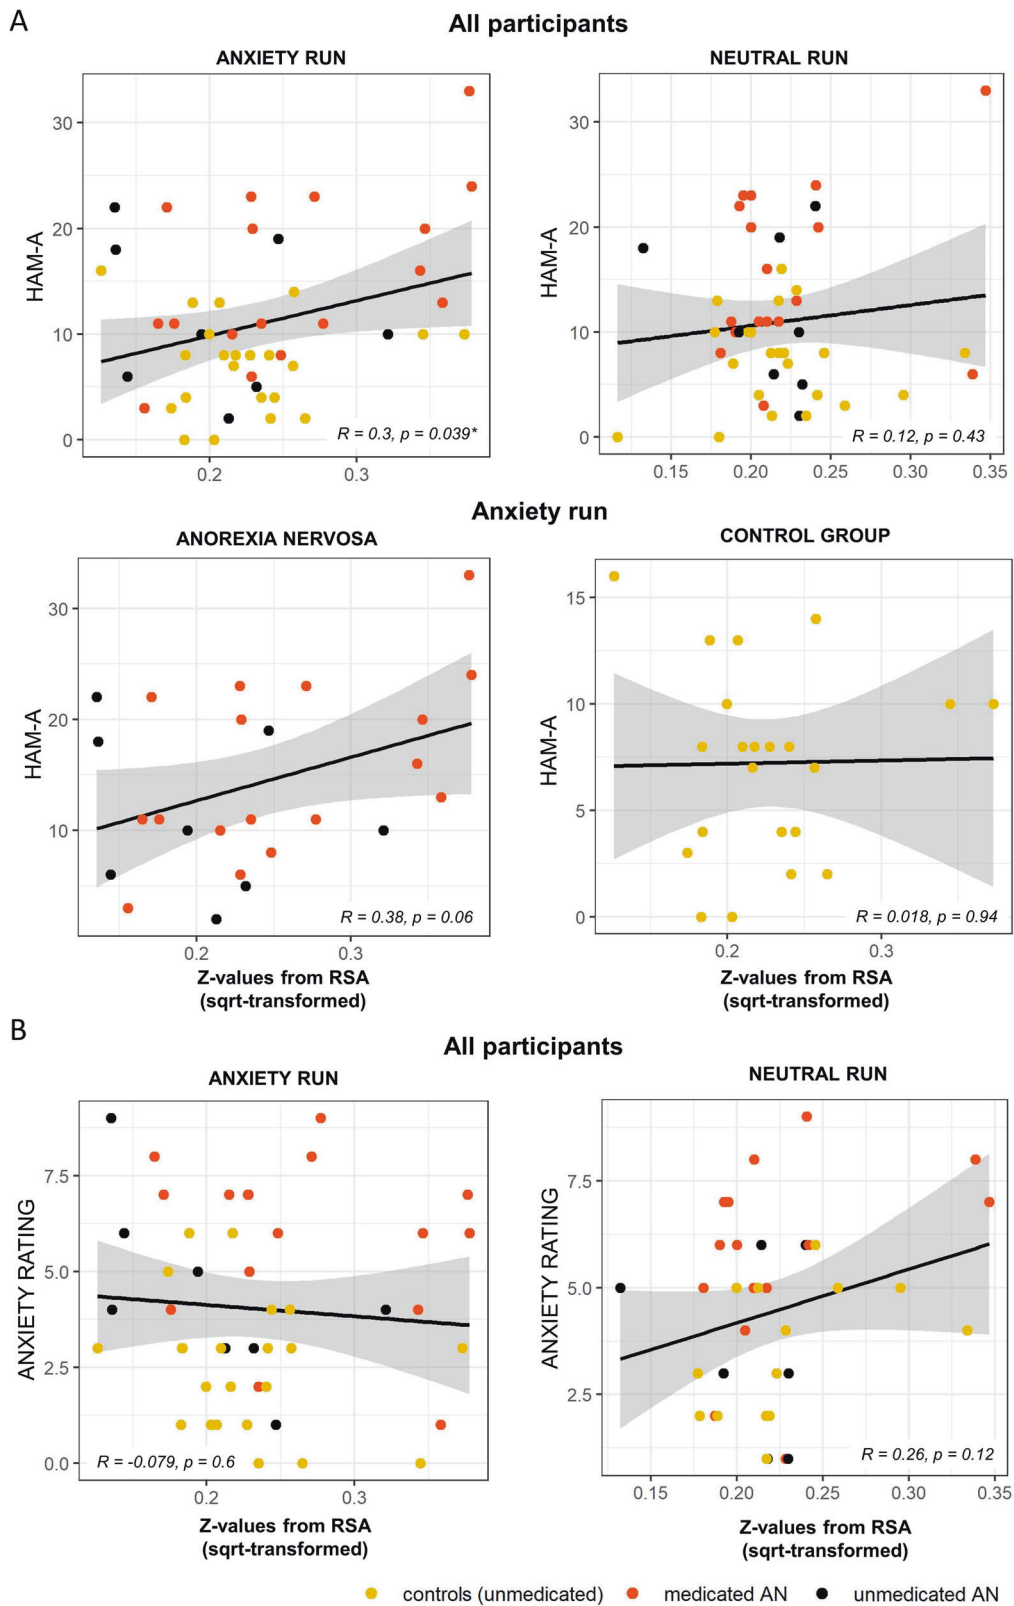 A
All participants
ANXIETY RUN
NEUTRAL RUN
HAM-A
30
20
10
0
0.2
0.3
R = 0.3, p = 0.039*
HAM-A
30
20
10
0
0.15
0.20
0.25
0.30
0.35
R = 0.12, p = 0.43
Anxiety run
ANOREXIA NERVOSA
CONTROL GROUP
HAM-A
30
20
10
0.2
0.3
R = 0.38, p = 0.06
Z-values from RSA
(sqrt-transformed)
HAM-A
15
10
5
0
0.2
0.3
R = 0.018, p = 0.94
Z-values from RSA
(sqrt-transformed)
B
All participants
ANXIETY RUN
NEUTRAL RUN
ANXIETY RATING
7.5
5.0
2.5
0.0
0.2
0.3
R = -0.079, p = 0.6
Z-values from RSA
(sqrt-transformed)
ANXIETY RATING
7.5
5.0
2.5
0.15
0.20
0.25
0.30
0.35
R = 0.26, p = 0.12
Z-values from RSA
(sqrt-transformed)
controls (unmedicated)
medicated AN
unmedicated AN